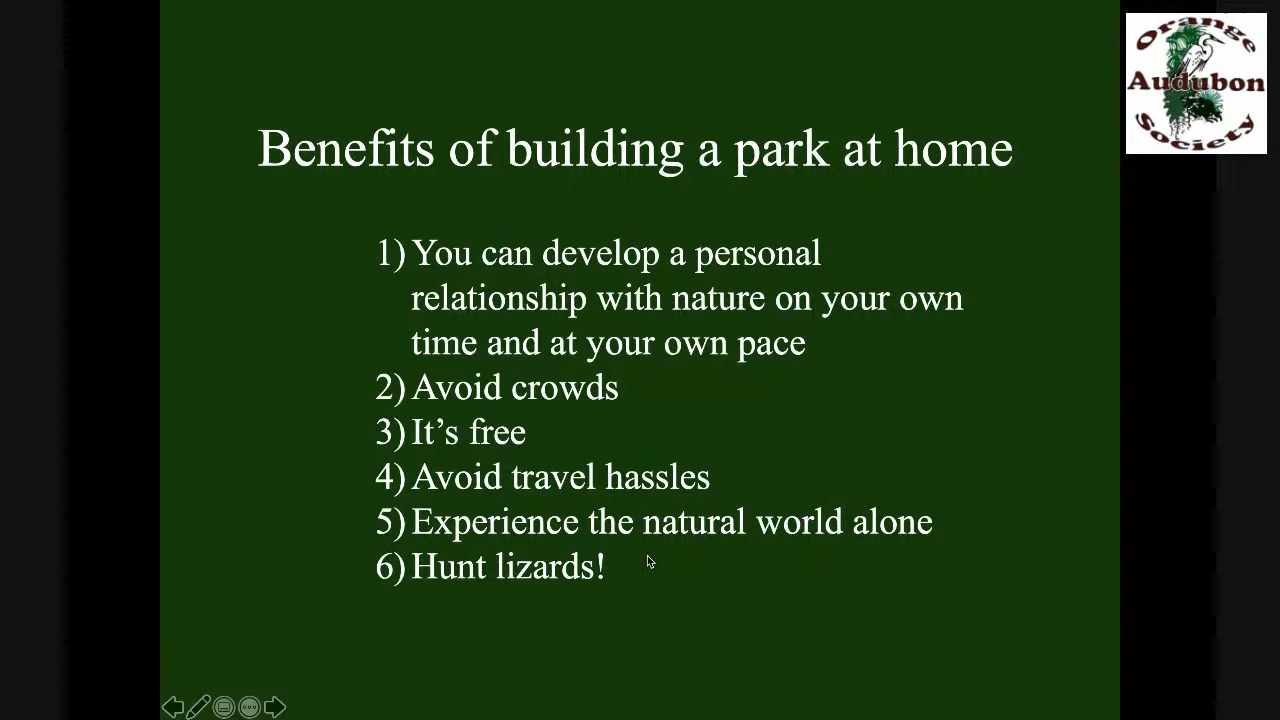 Orange
Audubon
Society
Benefits of building a park at home
1) You can develop a personal
relationship with nature on your own
time and at your own pace
2) Avoid crowds
3) It’s free
4) Avoid travel hassles
5) Experience the natural world alone
6) Hunt lizards!